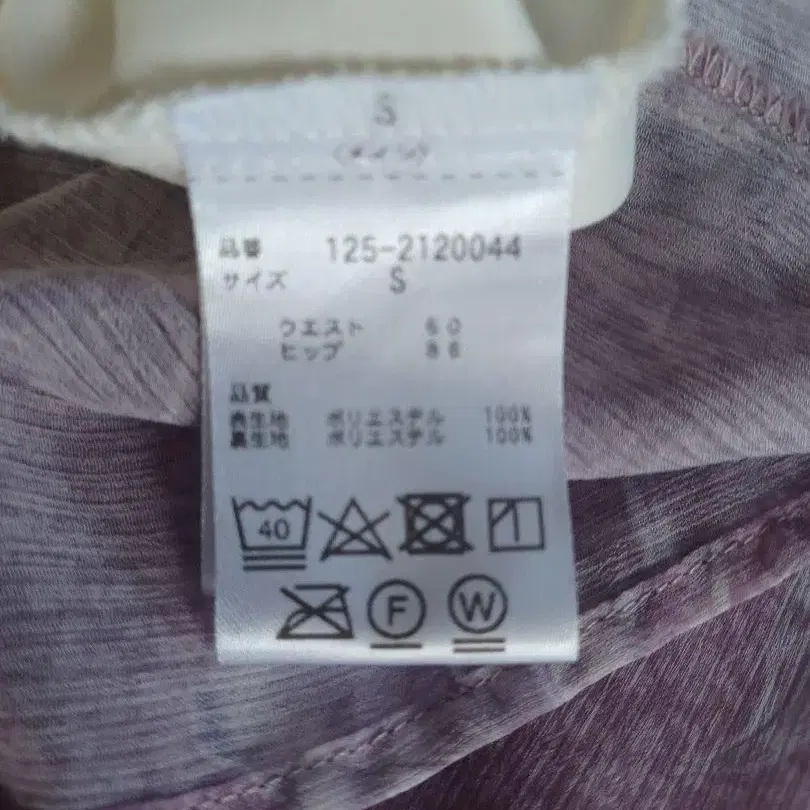 S
品番 125-2120044
サイズ S
ウエスト 60
ヒップ 86
品質
表生地 ポリエステル 100%
裏生地 ポリエステル 100%
40
F W